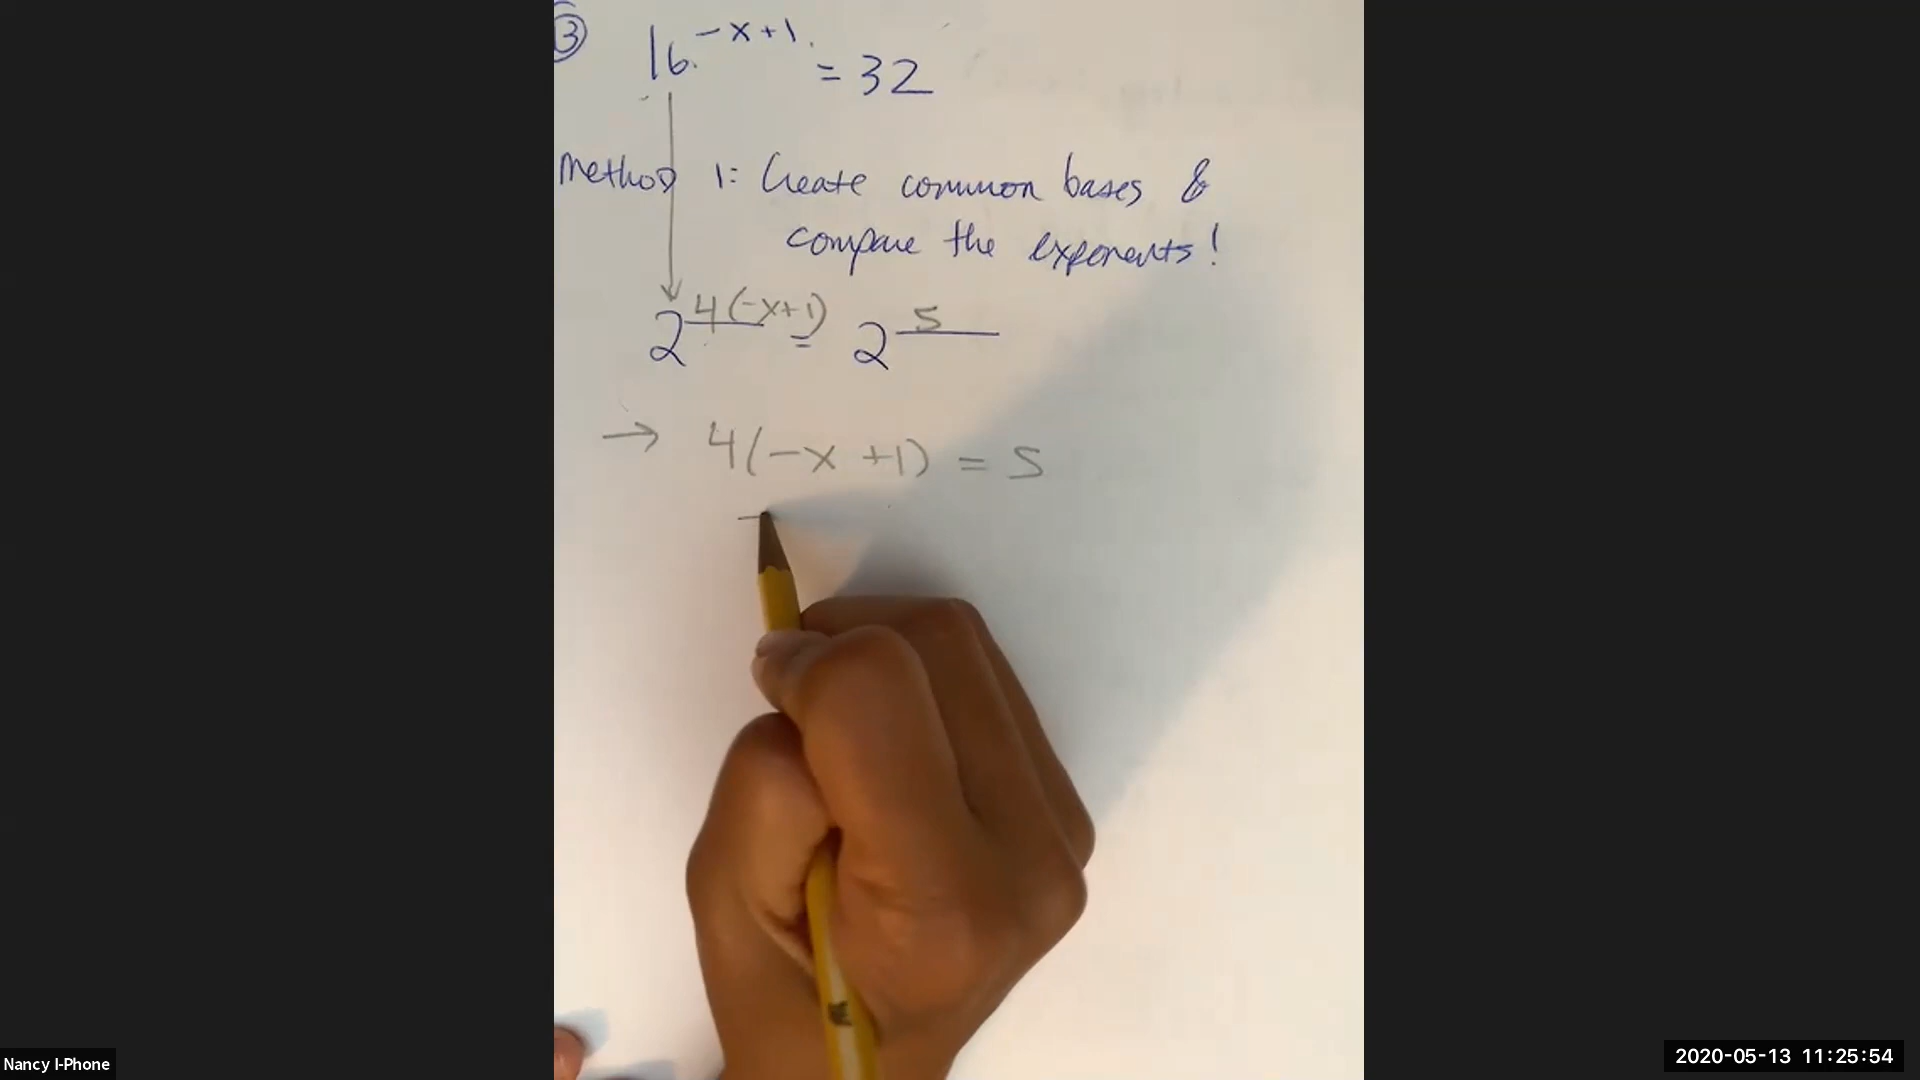 ③ 16^{-x+1} = 32
Method 1: Create common bases &
compare the exponents!
2^{4(-x+1)} = 2^{5}
→ 4(-x+1) = 5
Nancy I-Phone
2020-05-13 11:25:54